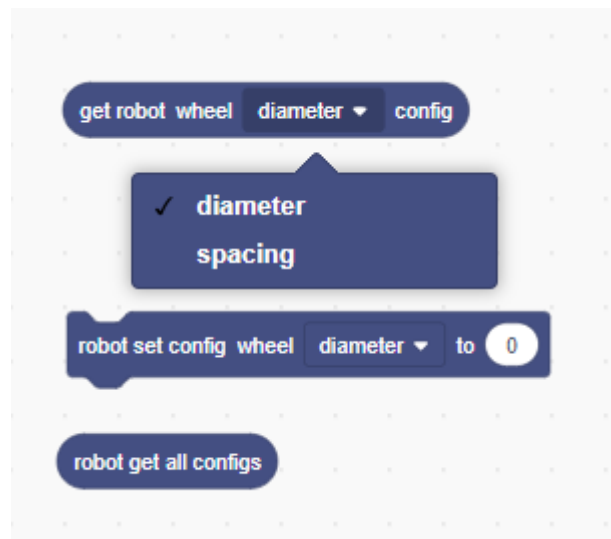 get robot wheel diameter config
diameter
spacing
robot set config wheel diameter to 0
robot get all configs